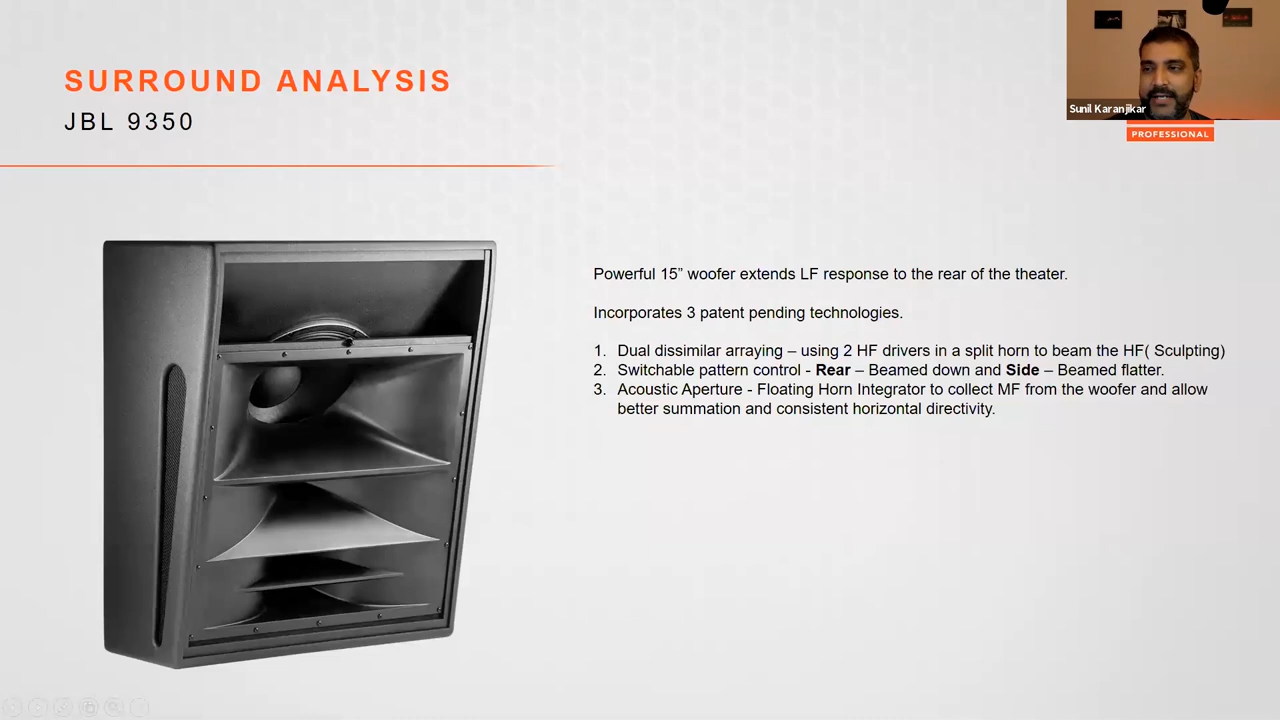 SURROUND ANALYSIS
JBL 9350
Sunil Karanjikar
PROFESSIONAL
Powerful 15” woofer extends LF response to the rear of the theater.
Incorporates 3 patent pending technologies.
1. Dual dissimilar arraying – using 2 HF drivers in a split horn to beam the HF( Sculpting)
2. Switchable pattern control - Rear – Beamed down and Side – Beamed flatter.
3. Acoustic Aperture - Floating Horn Integrator to collect MF from the woofer and allow
better summation and consistent horizontal directivity.